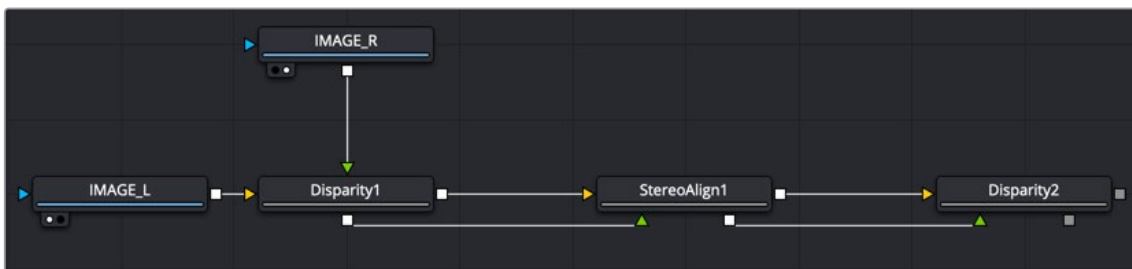 IMAGE_R
IMAGE_L
Disparity1
StereoAlign1
Disparity2